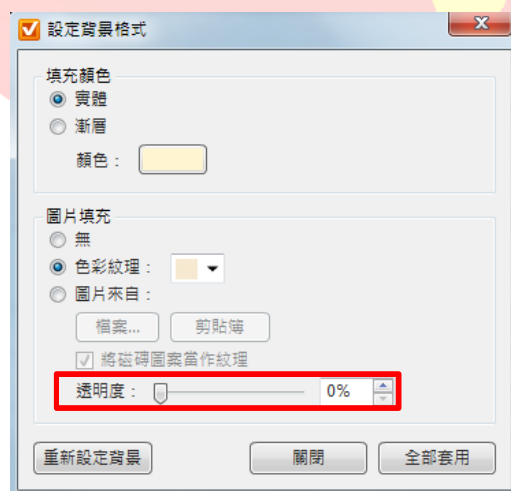 設定背景格式
填充顏色
實體
漸層
顏色：
圖片填充
無
色彩紋理：
圖片來自：
檔案... 剪貼簿
將磁磚圖案當作紋理
透明度： 0%
重新設定背景 關閉 全部套用